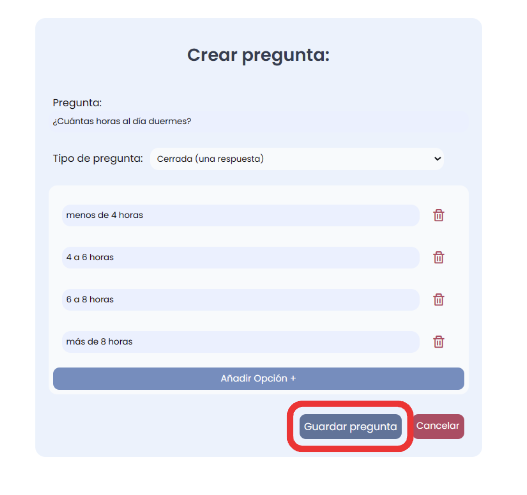 Crear pregunta:
Pregunta:
¿Cuántas horas al día duermes?
Tipo de pregunta: Cerrada (una respuesta)
menos de 4 horas
4 a 6 horas
6 a 8 horas
más de 8 horas
Añadir Opción +
Guardar pregunta Cancelar